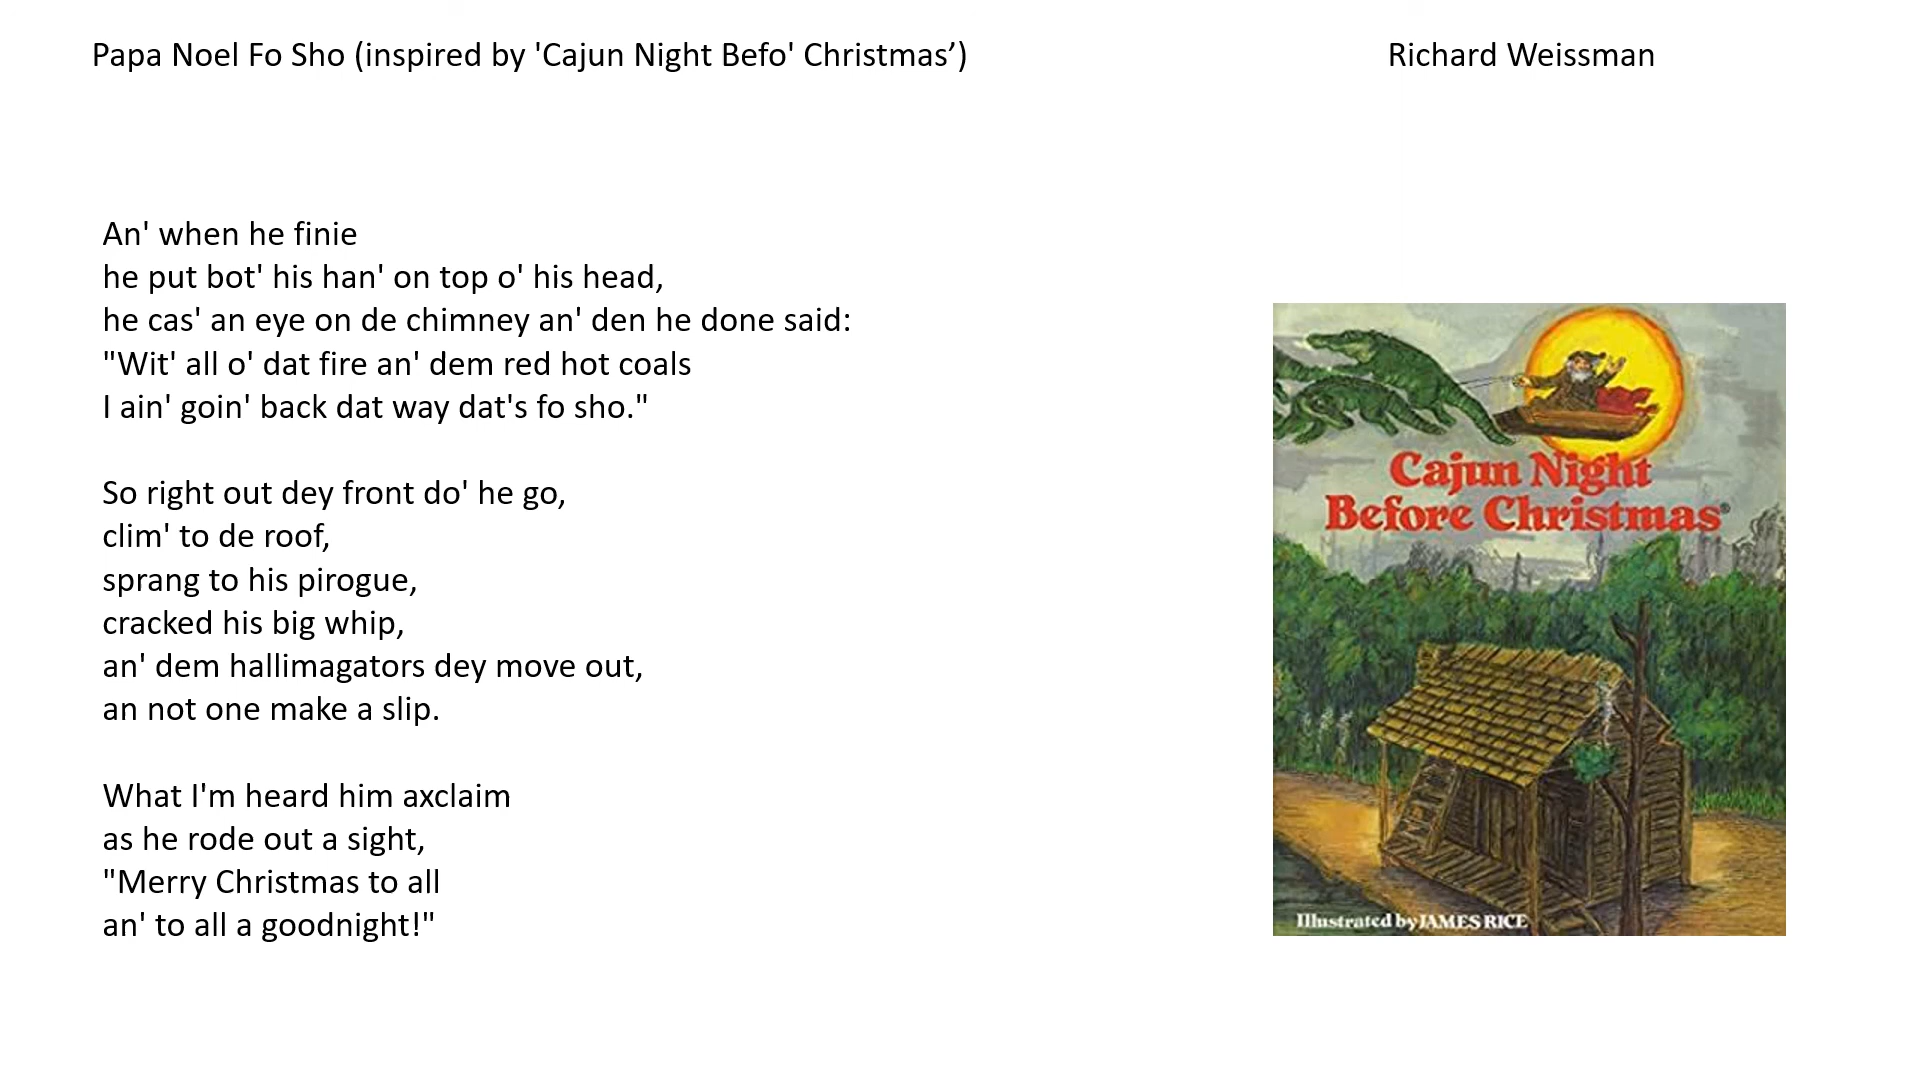 Papa Noel Fo Sho (inspired by 'Cajun Night Befo' Christmas’)
Richard Weissman
An' when he finie
he put bot' his han' on top o' his head,
he cas' an eye on de chimney an' den he done said:
"Wit' all o' dat fire an' dem red hot coals
I ain' goin' back dat way dat's fo sho."
So right out dey front do' he go,
clim' to de roof,
sprang to his pirogue,
cracked his big whip,
an' dem hallimagators dey move out,
an not one make a slip.
What I'm heard him axclaim
as he rode out a sight,
"Merry Christmas to all
an' to all a goodnight!"
Cajun Night
Before Christmas®
Illustrated by JAMES RICE